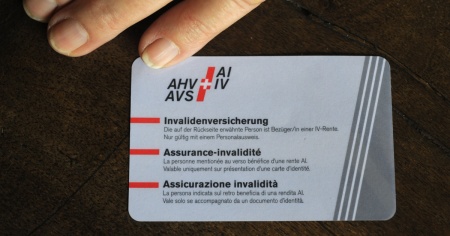 AHV AI
AVS IV
Invalidenversicherung
Die auf der Rückseite erwähnte Person ist Bezüger/in einer IV-Rente.
Nur gültig mit einem Personalausweis.
Assurance-invalidité
La personne mentionée au verso bénéfice d'une rente AI.
Valable uniquement sur présentation d'une carte d'identité.
Assicurazione invalidità
La persona indicata sul retro beneficia di una rendita AI.
Vale solo se accompagnato da un documento d'identità.